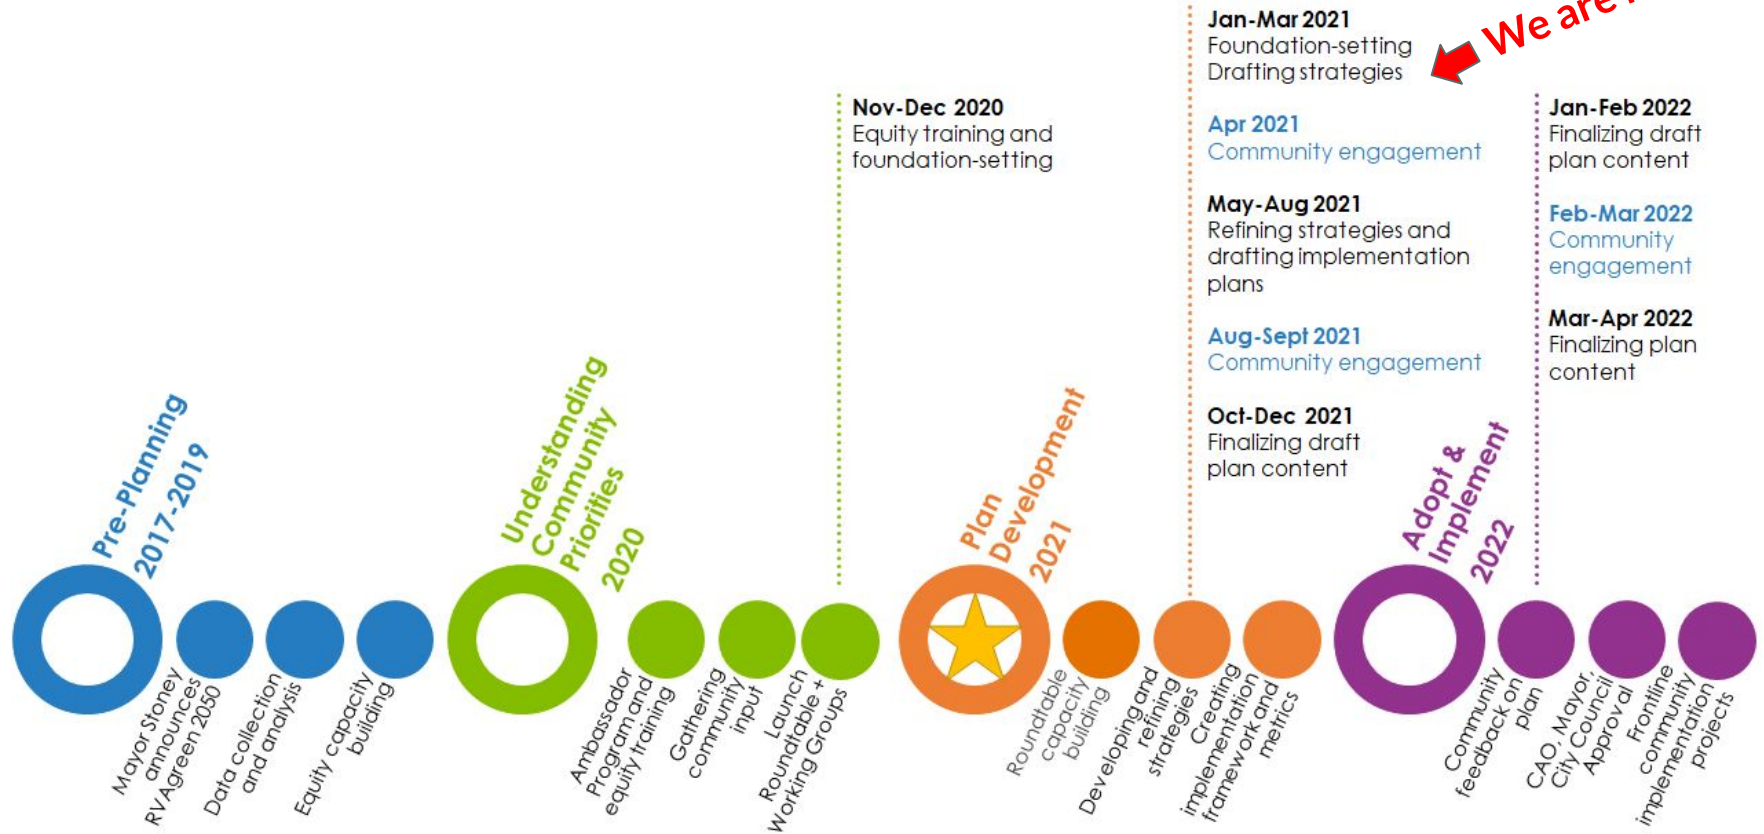 Jan-Mar 2021
Foundation-setting
Drafting strategies
We are
Nov-Dec 2020
Equity training and
foundation-setting
Apr 2021
Community engagement
May-Aug 2021
Refining strategies and
drafting implementation
plans
Aug-Sept 2021
Community engagement
Oct-Dec 2021
Finalizing draft
plan content
Jan-Feb 2022
Finalizing draft
plan content
Feb-Mar 2022
Community
engagement
Mar-Apr 2022
Finalizing plan
content
Pre-Planning
2017-2019
Understanding
Community
Priorities
2020
Plan
Development
2021
Adopt &
Implement
2022
Mayor Stoney
announces
RVAgreen 2050
Data collection
and analysis
Equity capacity
building
Ambassador
Program and
equity training
Gathering
community
input
Launch
Roundtable +
Working Groups
Roundtable
capacity
building
Developing and
refining
strategies
Creating
implementation
framework and
metrics
Community
feedback on
plan
CAO, Mayor,
City Council
Approval
Frontline
community
implementation
projects